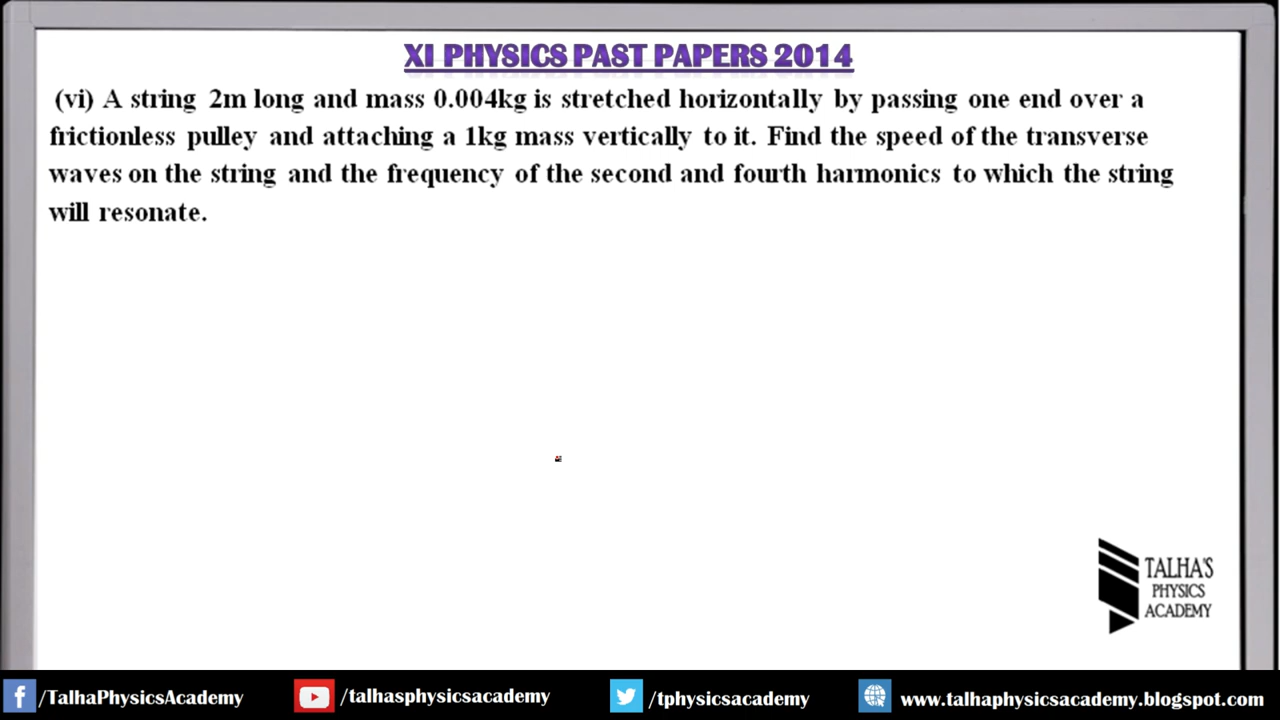 XI PHYSICS PAST PAPERS 2014
(vi) A string 2m long and mass 0.004kg is stretched horizontally by passing one end over a
frictionless pulley and attaching a 1kg mass vertically to it. Find the speed of the transverse
waves on the string and the frequency of the second and fourth harmonics to which the string
will resonate.
TALHA'S
PHYSICS
ACADEMY
/TalhaPhysicsAcademy
/talhasphysicsacademy
/tphysicsacademy
www.talhaphysicsacademy.blogspot.com